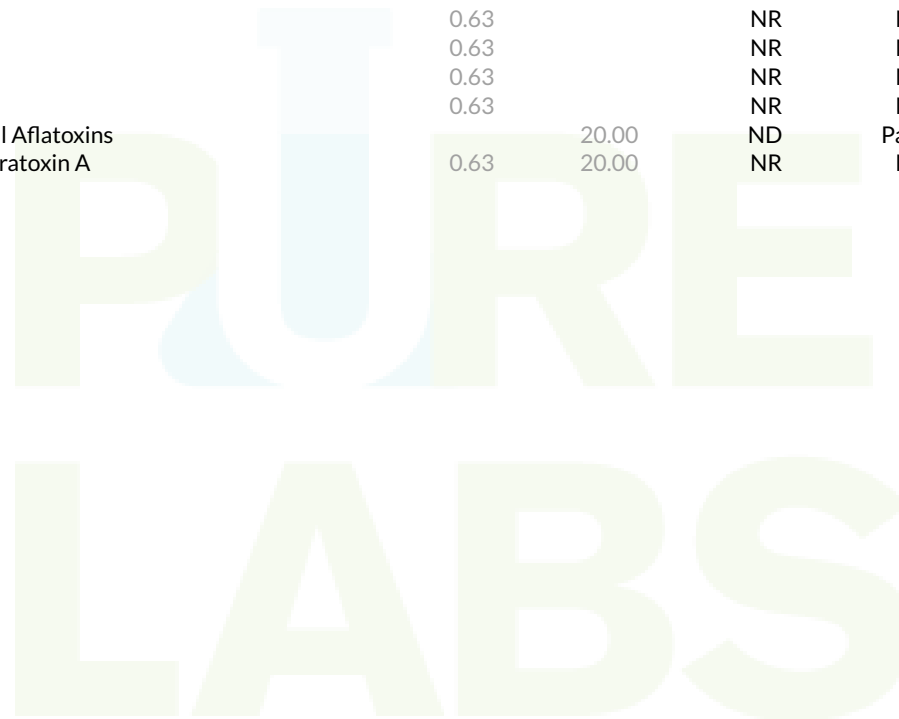 0.63 NR
0.63 NR
0.63 NR
0.63 NR
l Aflatoxins 20.00 ND Pa
ratoxin A 0.63 20.00 NR
PURE
LABS